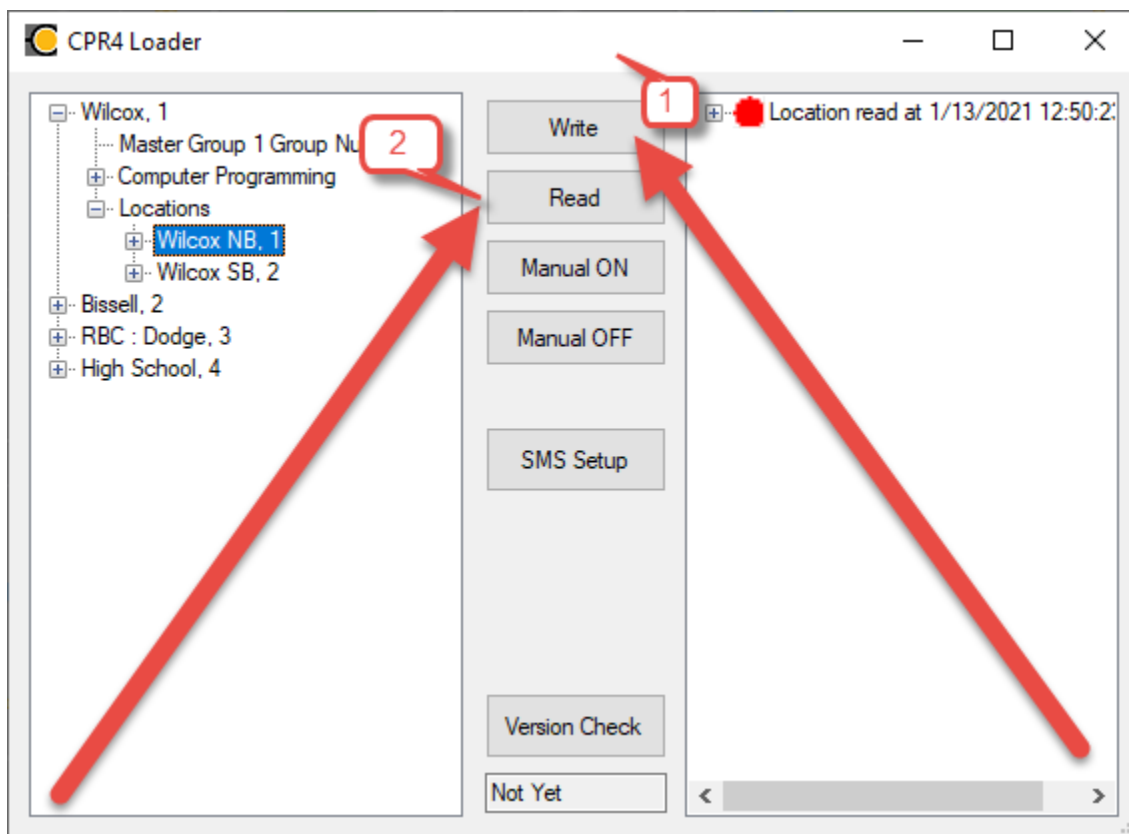 CPR4 Loader
Wilcox, 1
Master Group 1 Group Nu
Computer Programming
Locations
Wilcox NB, 1
Wilcox SB, 2
Bissell, 2
RBC : Dodge, 3
High School, 4
2
Write
Read
Manual ON
Manual OFF
SMS Setup
Version Check
Not Yet
1
Location read at 1/13/2021 12:50:2